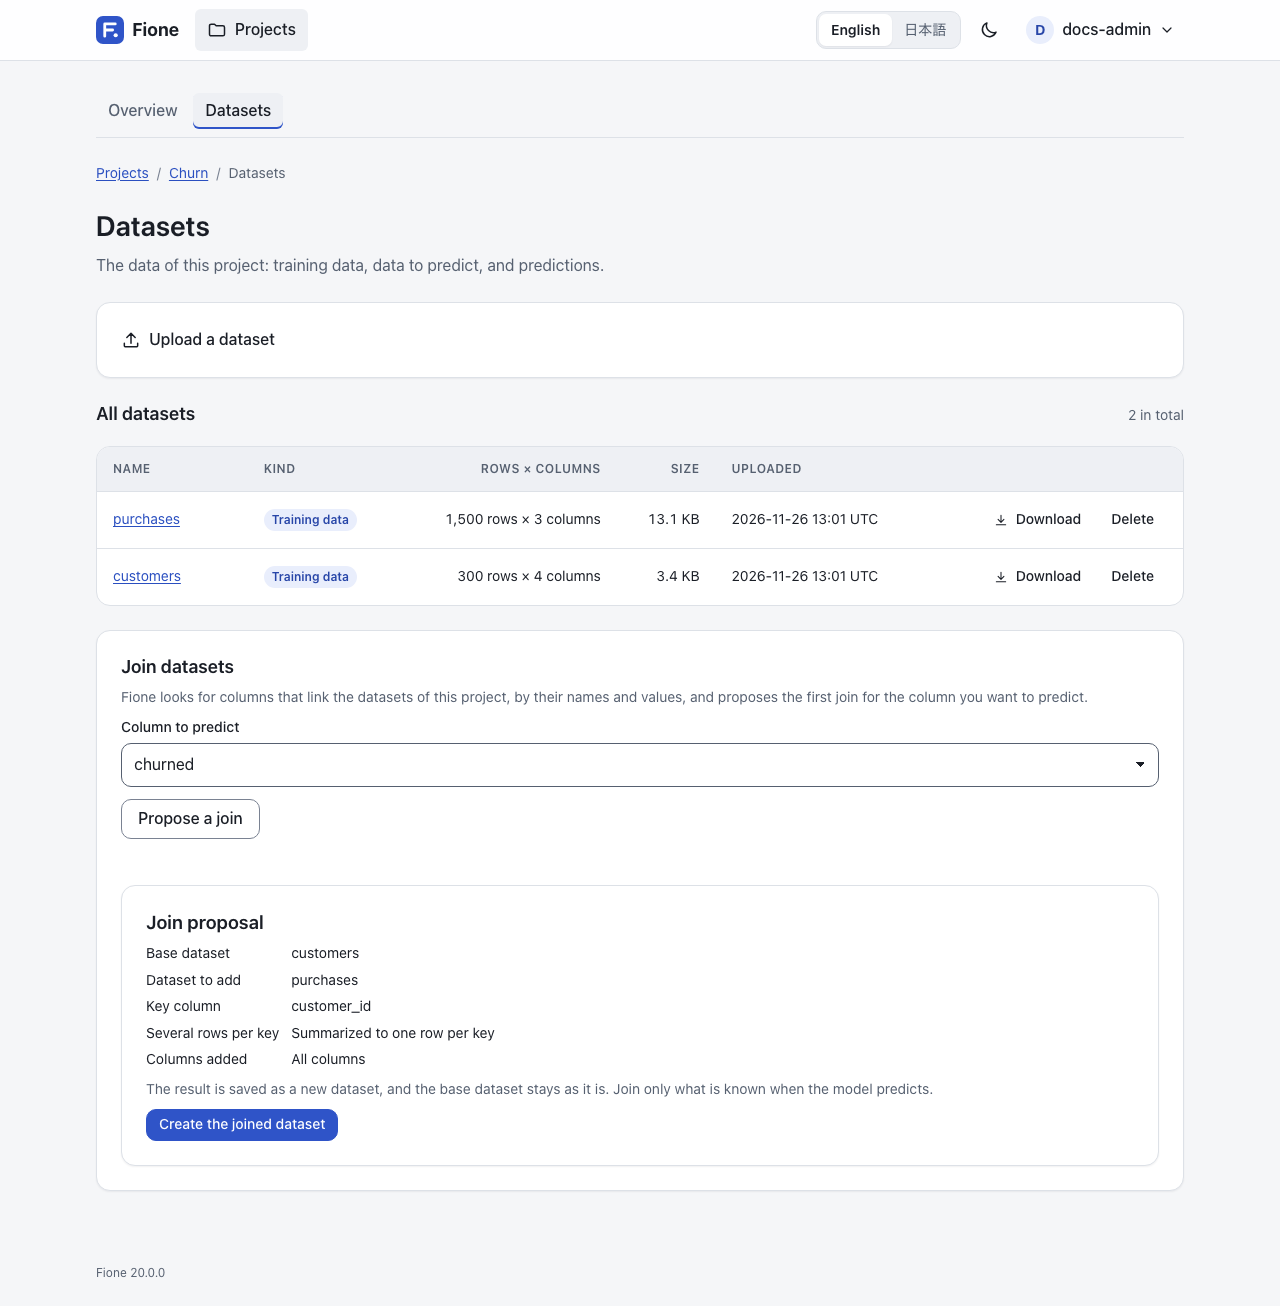 Fione
Projects
English
日本語
D
docs-admin
Overview
Datasets
Projects / Churn / Datasets
Datasets
The data of this project: training data, data to predict, and predictions.
Upload a dataset
All datasets
2 in total
NAME KIND ROWS × COLUMNS SIZE UPLOADED
purchases Training data 1,500 rows × 3 columns 13.1 KB 2026-11-26 13:01 UTC Download Delete
customers Training data 300 rows × 4 columns 3.4 KB 2026-11-26 13:01 UTC Download Delete
Join datasets
Fione looks for columns that link the datasets of this project, by their names and values, and proposes the first join for the column you want to predict.
Column to predict
churned
Propose a join
Join proposal
Base dataset customers
Dataset to add purchases
Key column customer_id
Several rows per key Summarized to one row per key
Columns added All columns
The result is saved as a new dataset, and the base dataset stays as it is. Join only what is known when the model predicts.
Create the joined dataset
Fione 20.0.0